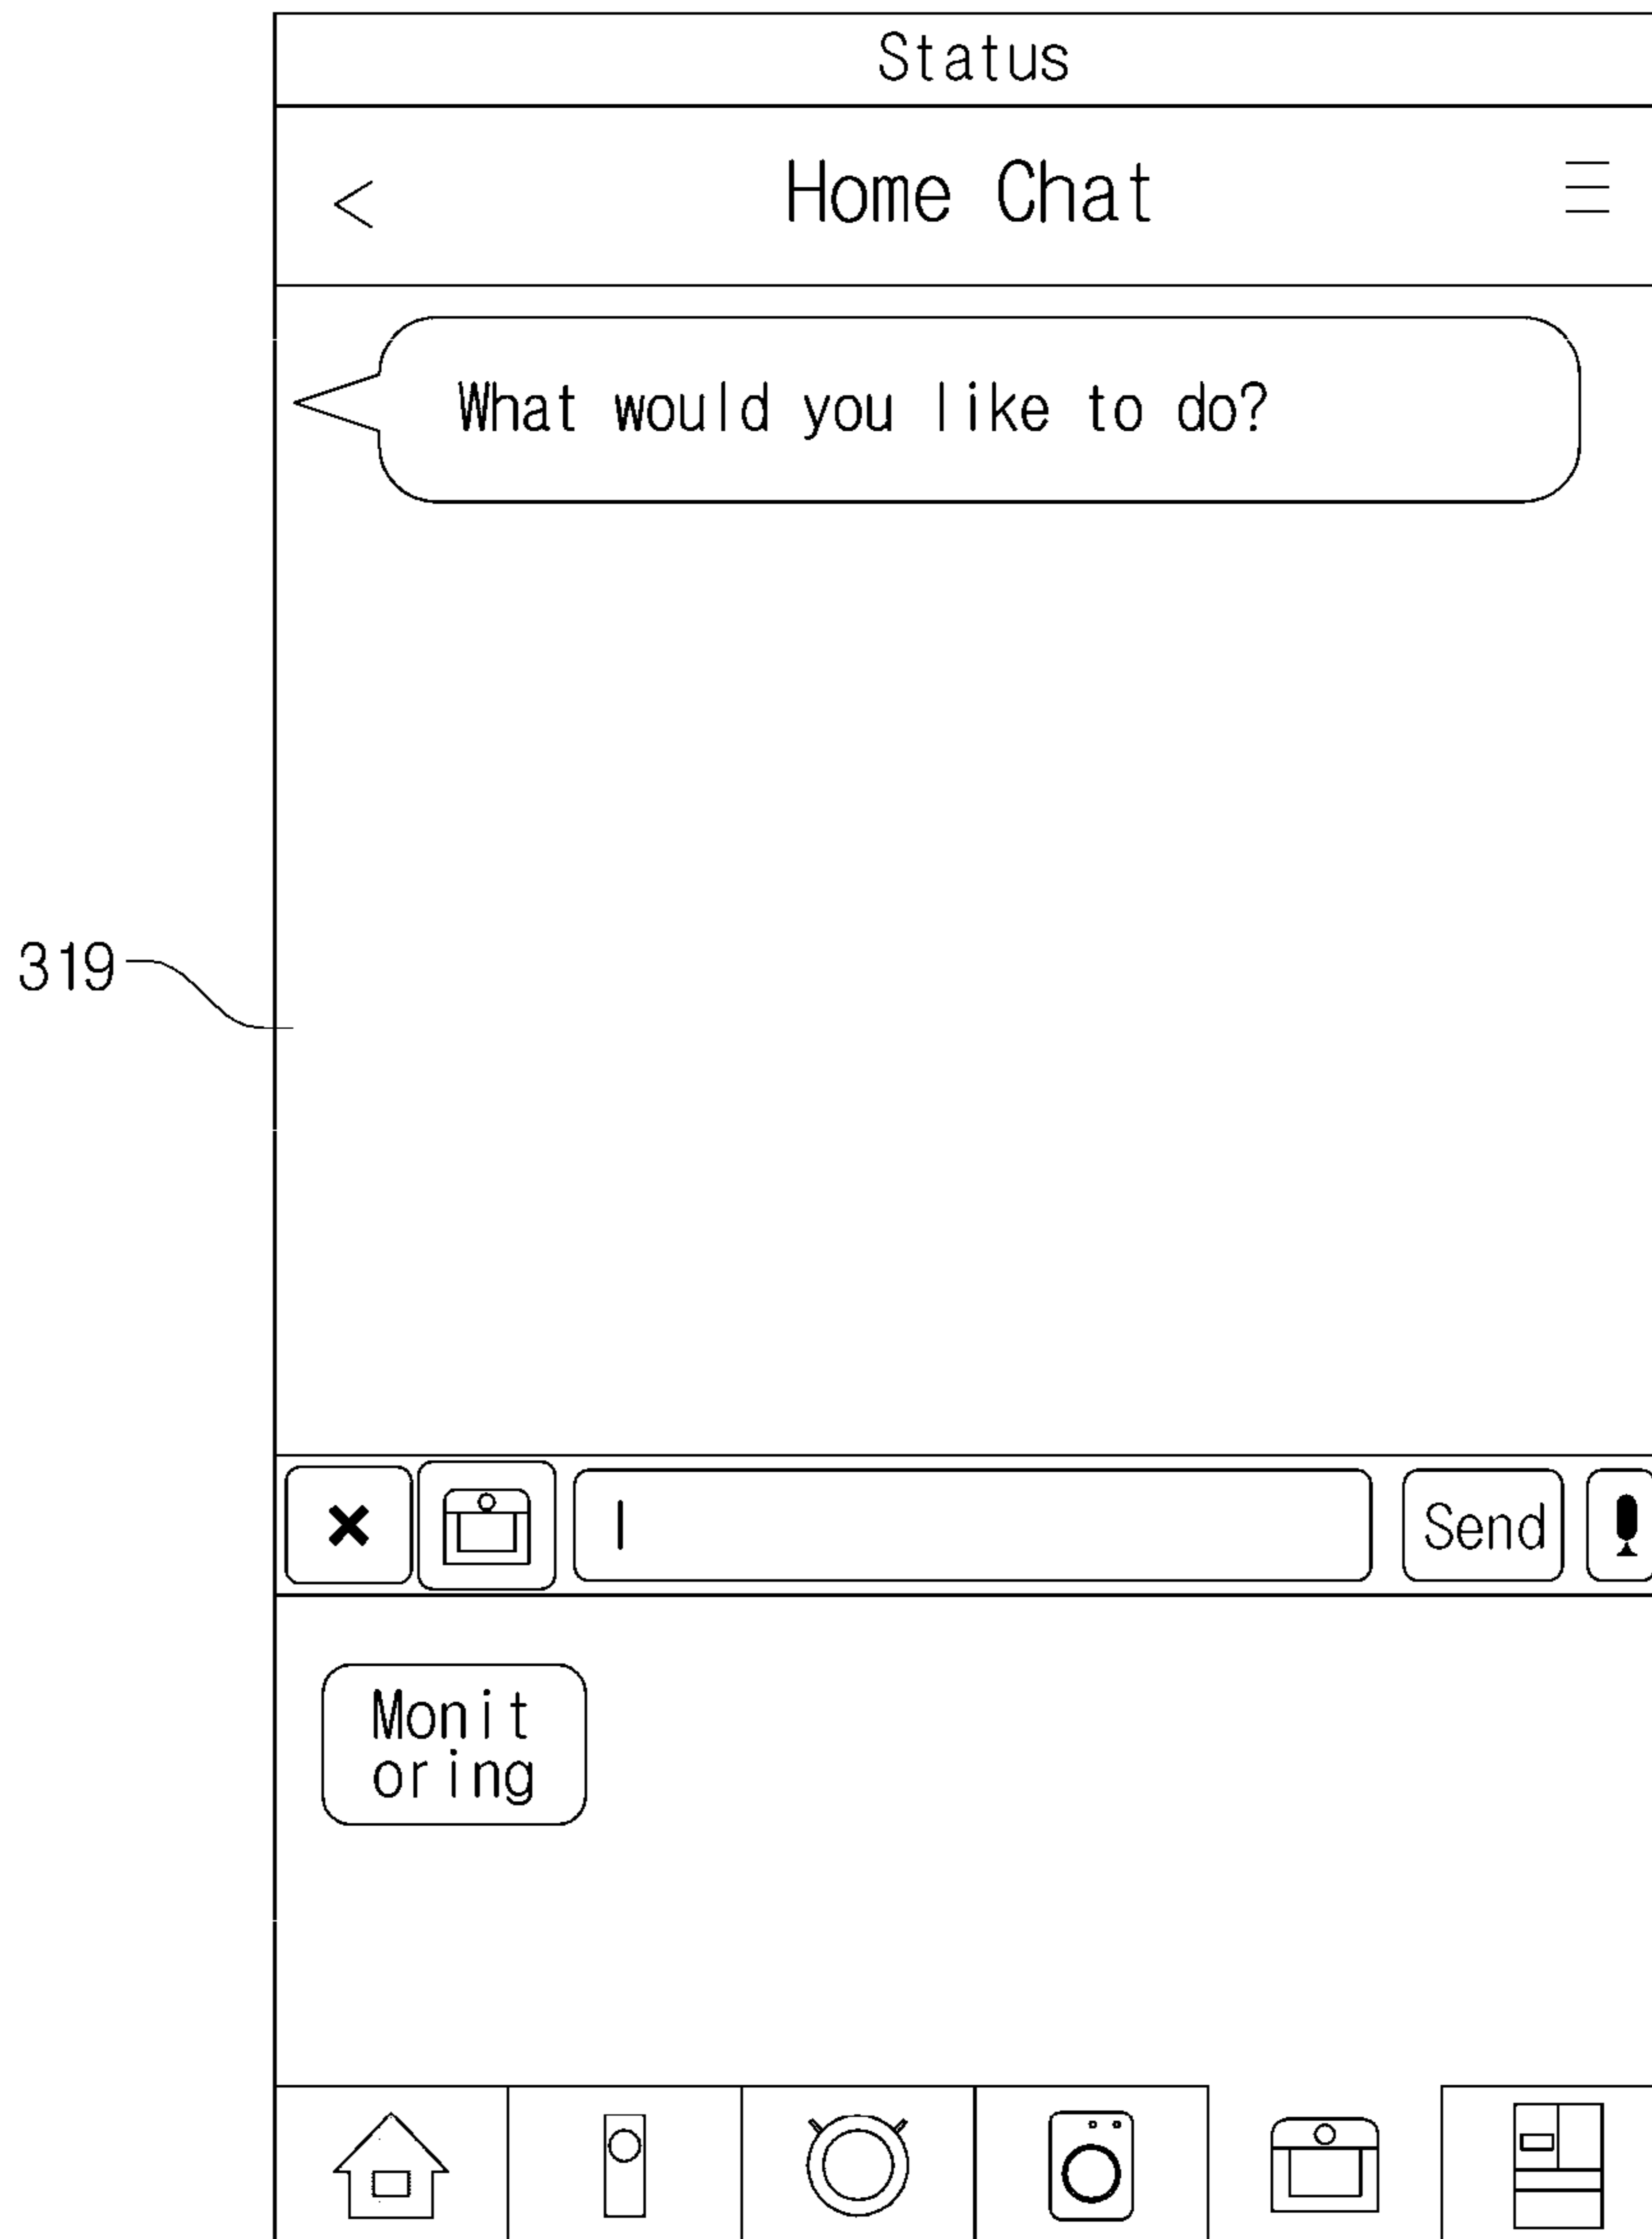 Status
Home Chat
What would you like to do?
319
Send
Monit
oring